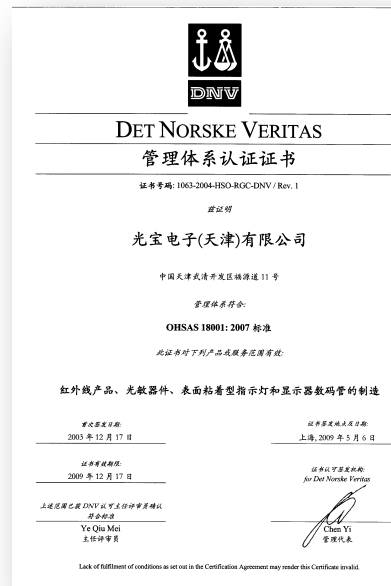 DNV
DET NORSKE VERITAS
管理体系认证证书
证书号码: 1063-2004-HSO-RGC-DNV / Rev. 1
兹证明
光宝电子(天津)有限公司
中国天津武清开发区福源道 11 号
管理体系符合:
OHSAS 18001: 2007 标准
此证书对下列产品或服务范围有效:
红外线产品、光敏器件、表面粘着型指示灯和显示器数码管的制造
首次签发日期:
2003 年 12 月 17 日
证书签发地点及日期:
上海, 2009 年 5 月 6 日
证书有效期限:
2009 年 12 月 17 日
证书认可签发机构:
for Det Norske Veritas
上述范围已获 DNV 认可主任评审员确认
符合标准
Ye Qiu Mei
主任评审员
Chen Yi
管理代表
Lack of fulfilment of conditions as set out in the Certification Agreement may render this Certificate invalid.